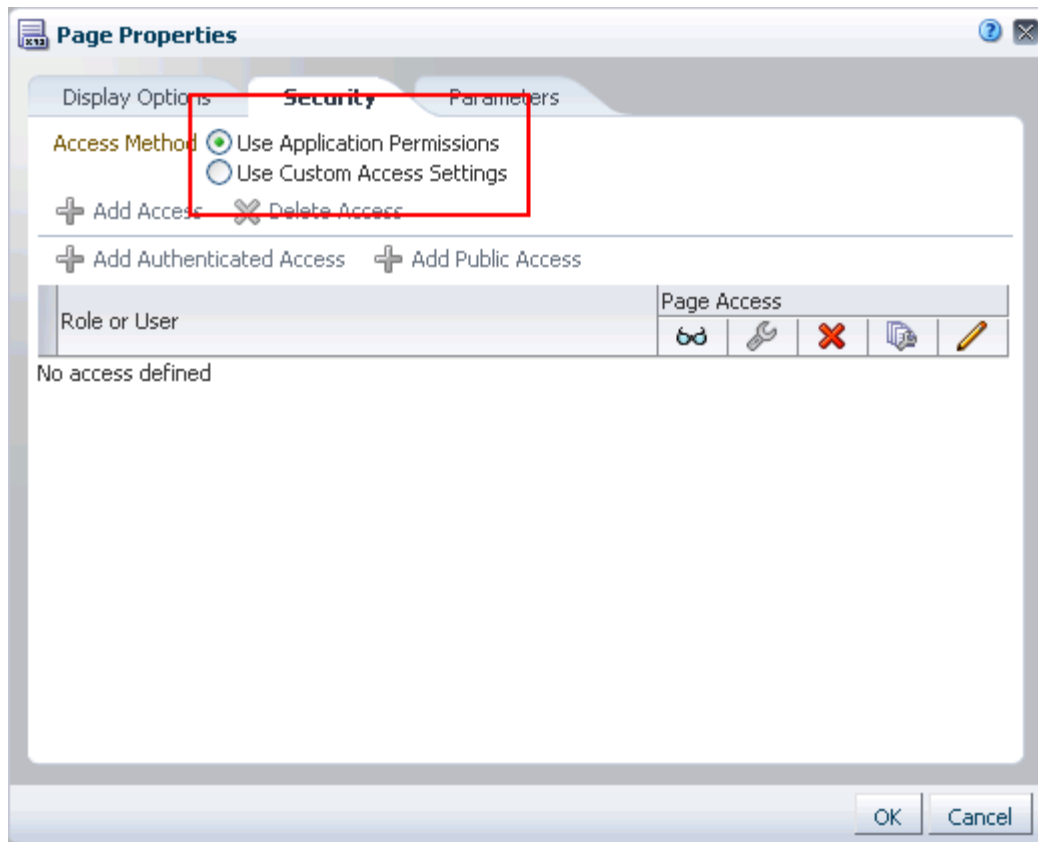 Page Properties
Display Options Security Parameters
Access Method Use Application Permissions
Use Custom Access Settings
Add Access Delete Access
Add Authenticated Access Add Public Access
Role or User Page Access
No access defined
OK Cancel